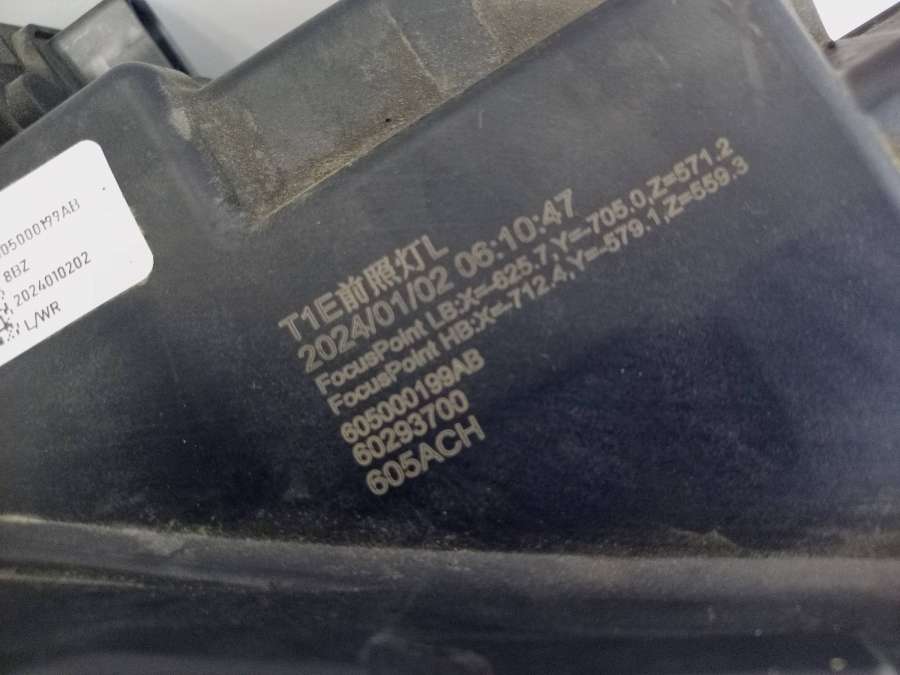 05000199AB
8BZ
2024010202
L/WR
T1E前照灯L
2024/01/02 06:10:47
FocusPoint LB:X=-625.7,Y=-705.0,Z=571.2
FocusPoint HB:X=-712.4,Y=-579.1,Z=559.3
605000199AB
60293700
605ACH